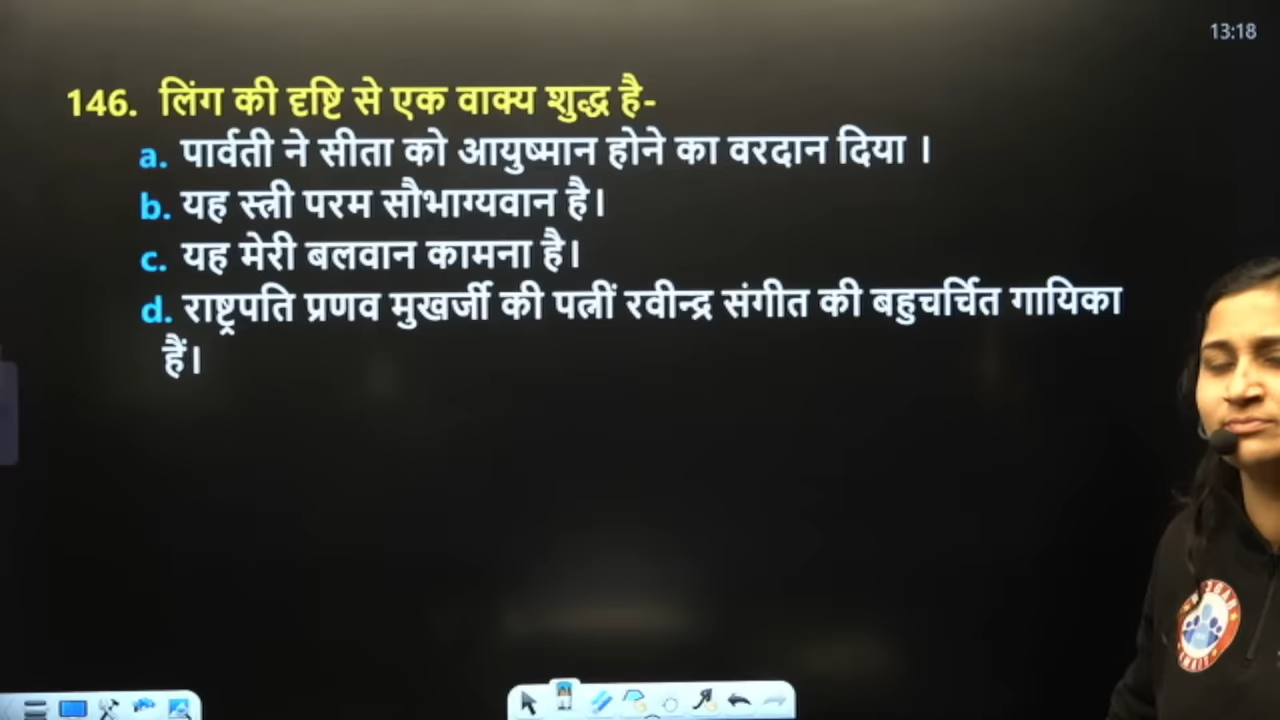 13:18
146. लिंग की दृष्टि से एक वाक्य शुद्ध है-
a. पार्वती ने सीता को आयुष्मान होने का वरदान दिया ।
b. यह स्त्री परम सौभाग्यवान है।
c. यह मेरी बलवान कामना है।
d. राष्ट्रपति प्रणव मुखर्जी की पत्नीं रवीन्द्र संगीत की बहुचर्चित गायिका
हैं।